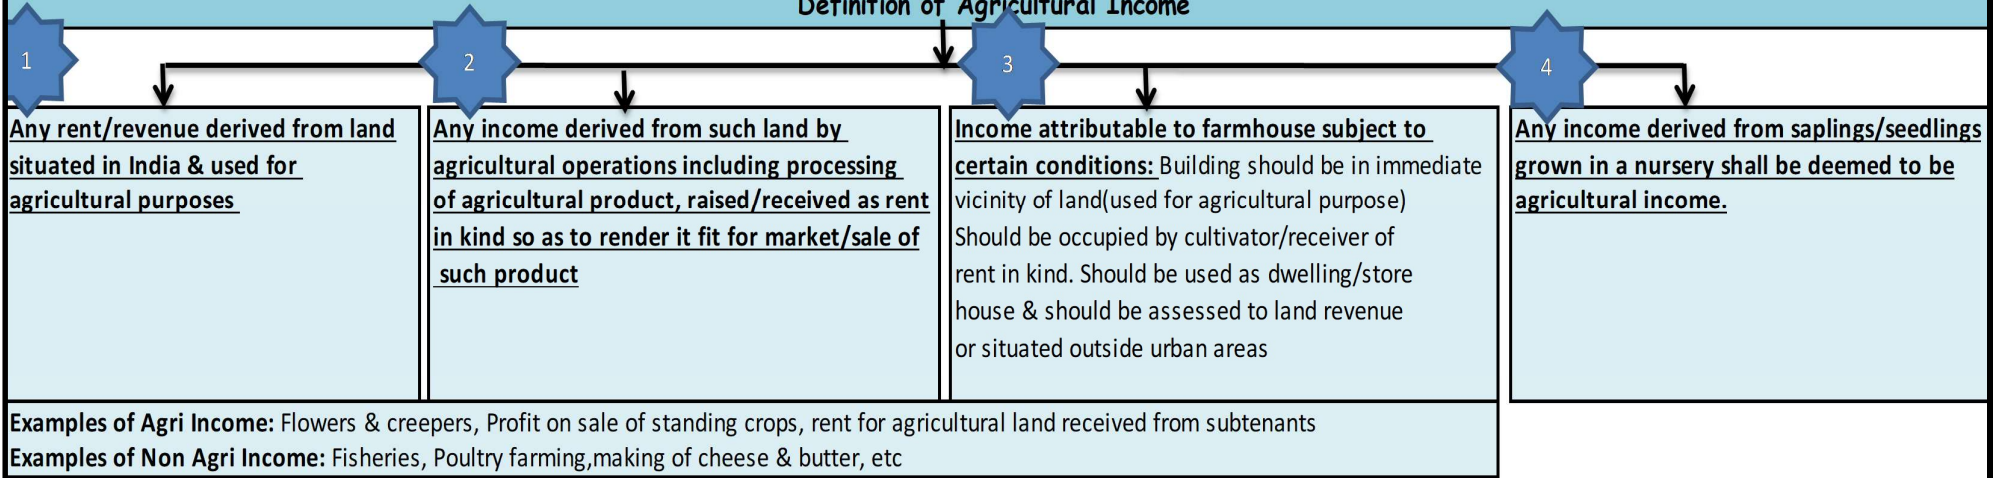 Definition of Agricultural Income
1
2
3
4
Any rent/revenue derived from land
situated in India & used for
agricultural purposes
Any income derived from such land by
agricultural operations including processing
of agricultural product, raised/received as rent
in kind so as to render it fit for market/sale of
such product
Income attributable to farmhouse subject to
certain conditions: Building should be in immediate
vicinity of land(used for agricultural purpose)
Should be occupied by cultivator/receiver of
rent in kind. Should be used as dwelling/store
house & should be assessed to land revenue
or situated outside urban areas
Any income derived from saplings/seedlings
grown in a nursery shall be deemed to be
agricultural income.
Examples of Agri Income: Flowers & creepers, Profit on sale of standing crops, rent for agricultural land received from subtenants
Examples of Non Agri Income: Fisheries, Poultry farming,making of cheese & butter, etc